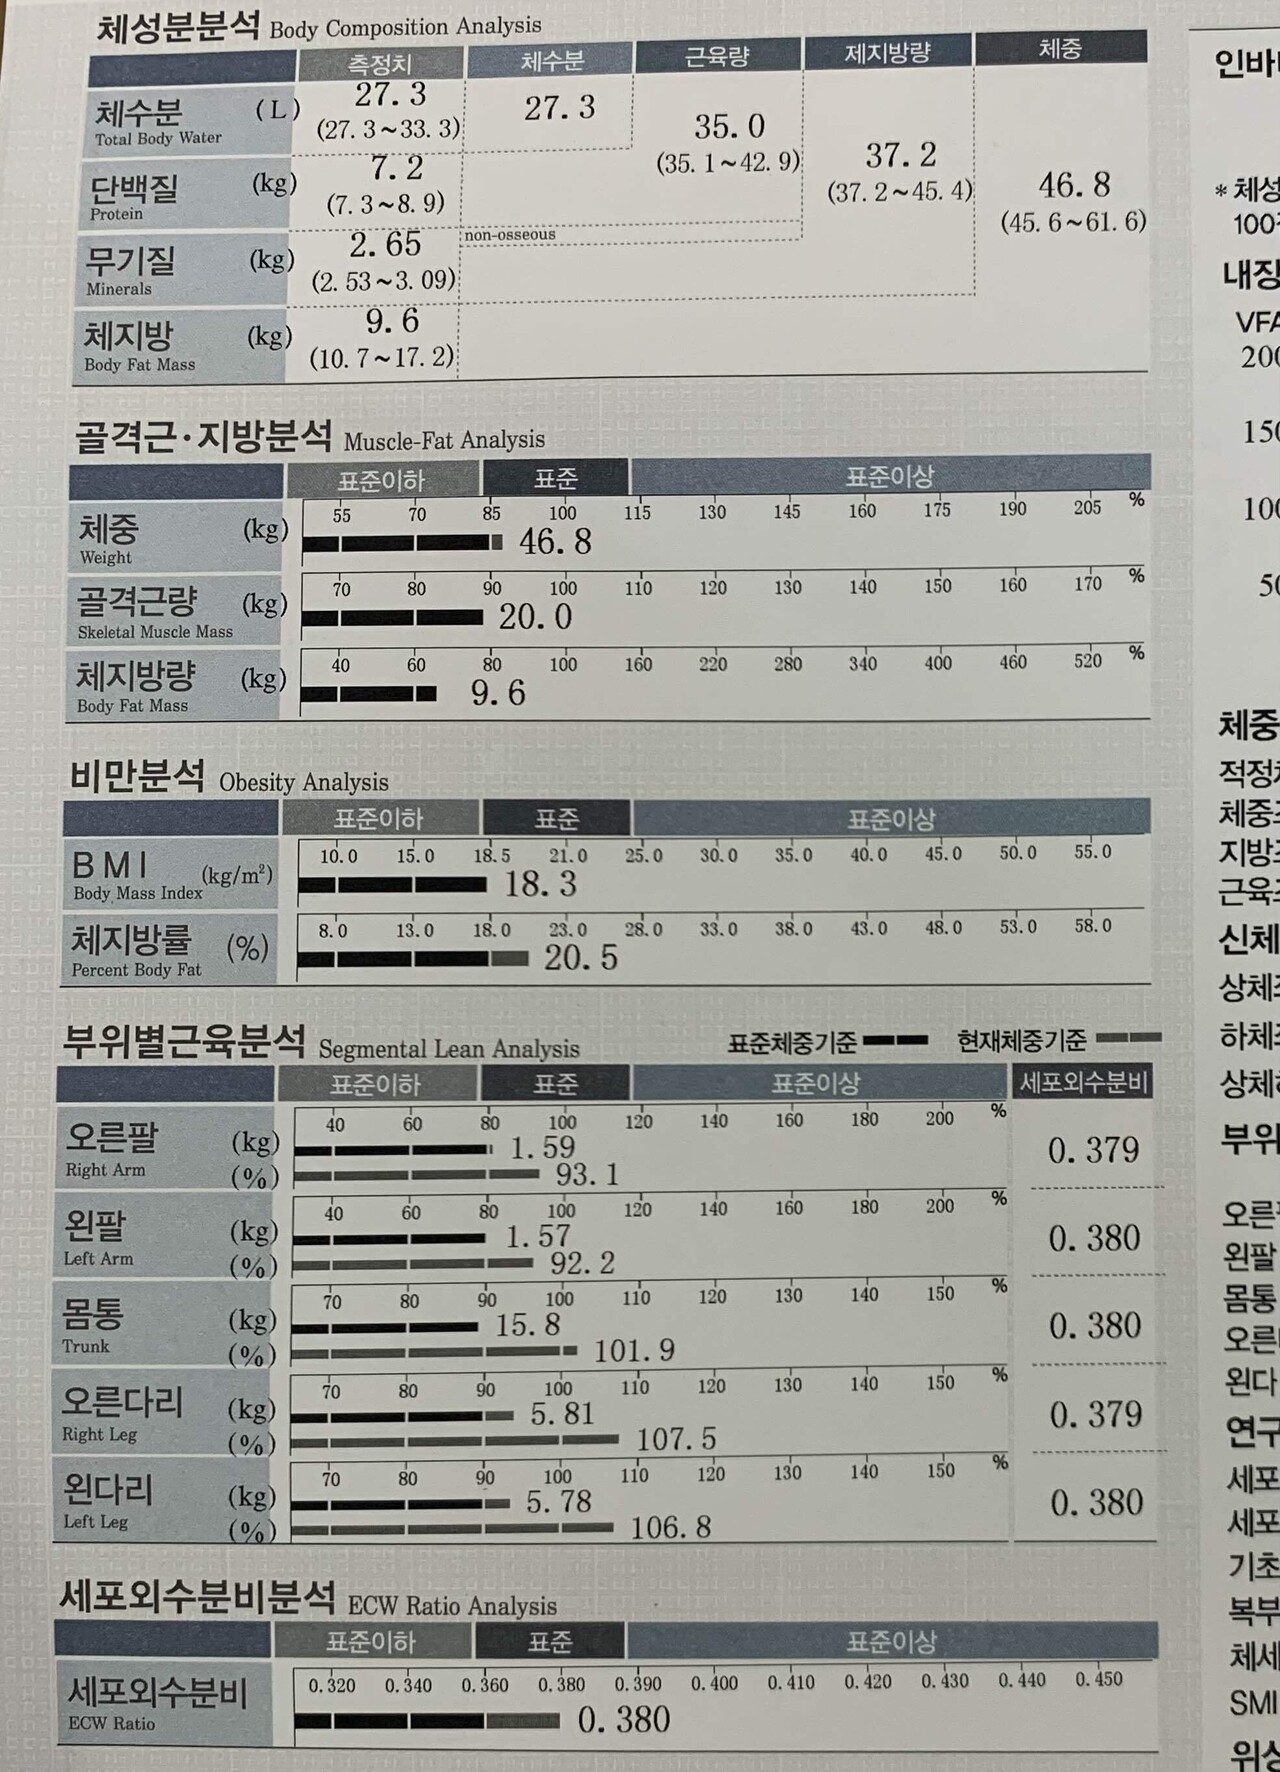 체성분분석 Body Composition Analysis
측정치 체수분 근육량 제지방량 체중
체수분 (L) 27.3 27.3 35.0 37.2 46.8
Total Body Water (27.3~33.3) (35.1~42.9) (37.2~45.4) (45.6~61.6)
단백질 (kg) 7.2
Protein (7.3~8.9)
non-osseous
무기질 (kg) 2.65
Minerals (2.53~3.09)
체지방 (kg) 9.6
Body Fat Mass (10.7~17.2)
골격근·지방분석 Muscle-Fat Analysis
표준이하 표준 표준이상
체중 (kg) 55 70 85 100 115 130 145 160 175 190 205 %
Weight 46.8
골격근량 (kg) 70 80 90 100 110 120 130 140 150 160 170 %
Skeletal Muscle Mass 20.0
체지방량 (kg) 40 60 80 100 160 220 280 340 400 460 520 %
Body Fat Mass 9.6
비만분석 Obesity Analysis
표준이하 표준 표준이상
BMI (kg/m²) 10.0 15.0 18.5 21.0 25.0 30.0 35.0 40.0 45.0 50.0 55.0
Body Mass Index 18.3
체지방률 (%) 8.0 13.0 18.0 23.0 28.0 33.0 38.0 43.0 48.0 53.0 58.0
Percent Body Fat 20.5
부위별근육분석 Segmental Lean Analysis 표준체중기준 현재체중기준
표준이하 표준 표준이상 세포외수분비
오른팔 (kg) 40 60 80 100 120 140 160 180 200 %
1.59 0.379
Right Arm (%) 93.1
왼팔 (kg) 40 60 80 100 120 140 160 180 200 %
1.57 0.380
Left Arm (%) 92.2
몸통 (kg) 70 80 90 100 110 120 130 140 150 %
15.8 0.380
Trunk (%) 101.9
오른다리 (kg) 70 80 90 100 110 120 130 140 150 %
5.81 0.379
Right Leg (%) 107.5
왼다리 (kg) 70 80 90 100 110 120 130 140 150 %
5.78 0.380
Left Leg (%) 106.8
세포외수분비분석 ECW Ratio Analysis
표준이하 표준 표준이상
세포외수분비 0.320 0.340 0.360 0.380 0.390 0.400 0.410 0.420 0.430 0.440 0.450
ECW Ratio 0.380
인바
* 체성
100
내장
VFA
200
150
100
50
체중
적정
체중
지방
근육
신체
상체
하체
상체
부위
오른
왼팔
몸통
오른
왼다
연구
세포
세포
기초
복부
체세
SMI
위상